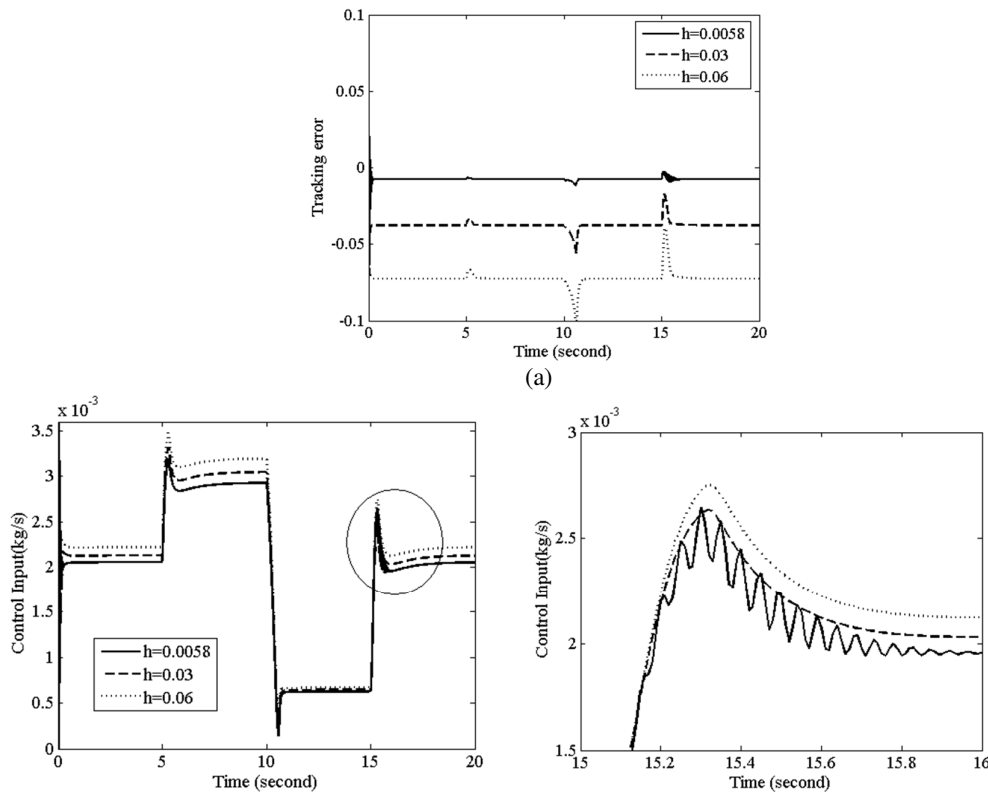 0.1
0.05
0
-0.05
-0.1
Tracking error
h=0.0058
h=0.03
h=0.06
0 5 10 15 20
Time (second)
(a)
x 10⁻³
3.5
3
2.5
2
1.5
1
0.5
0
Control Input(kg/s)
h=0.0058
h=0.03
h=0.06
0 5 10 15 20
Time (second)
x 10⁻³
3
2.5
2
1.5
Control Input(kg/s)
15 15.2 15.4 15.6 15.8 16
Time (second)